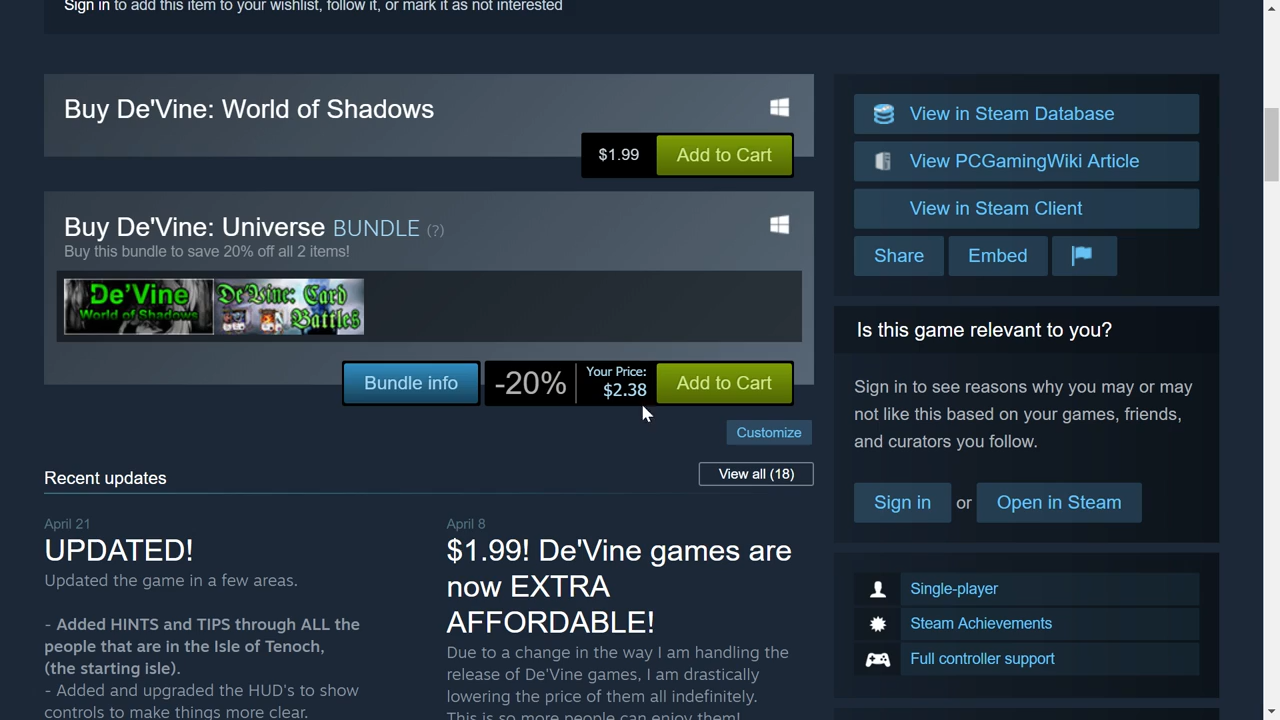 Sign in to add this item to your wishlist, follow it, or mark it as not interested
Buy De'Vine: World of Shadows
$1.99
Add to Cart
Buy De'Vine: Universe BUNDLE (?)
Buy this bundle to save 20% off all 2 items!
De'Vine
World of Shadows
De'Vine: Card
Battles
Bundle info
-20%
Your Price:
$2.38
Add to Cart
Customize
Recent updates
View all (18)
April 21
UPDATED!
Updated the game in a few areas.
- Added HINTS and TIPS through ALL the
people that are in the Isle of Tenoch,
(the starting isle).
- Added and upgraded the HUD's to show
controls to make things more clear.
April 8
$1.99! De'Vine games are
now EXTRA
AFFORDABLE!
Due to a change in the way I am handling the
release of De'Vine games, I am drastically
lowering the price of them all indefinitely.
This is so more people can enjoy them!
View in Steam Database
View PCGamingWiki Article
View in Steam Client
Share
Embed
Is this game relevant to you?
Sign in to see reasons why you may or may
not like this based on your games, friends,
and curators you follow.
Sign in or Open in Steam
Single-player
Steam Achievements
Full controller support